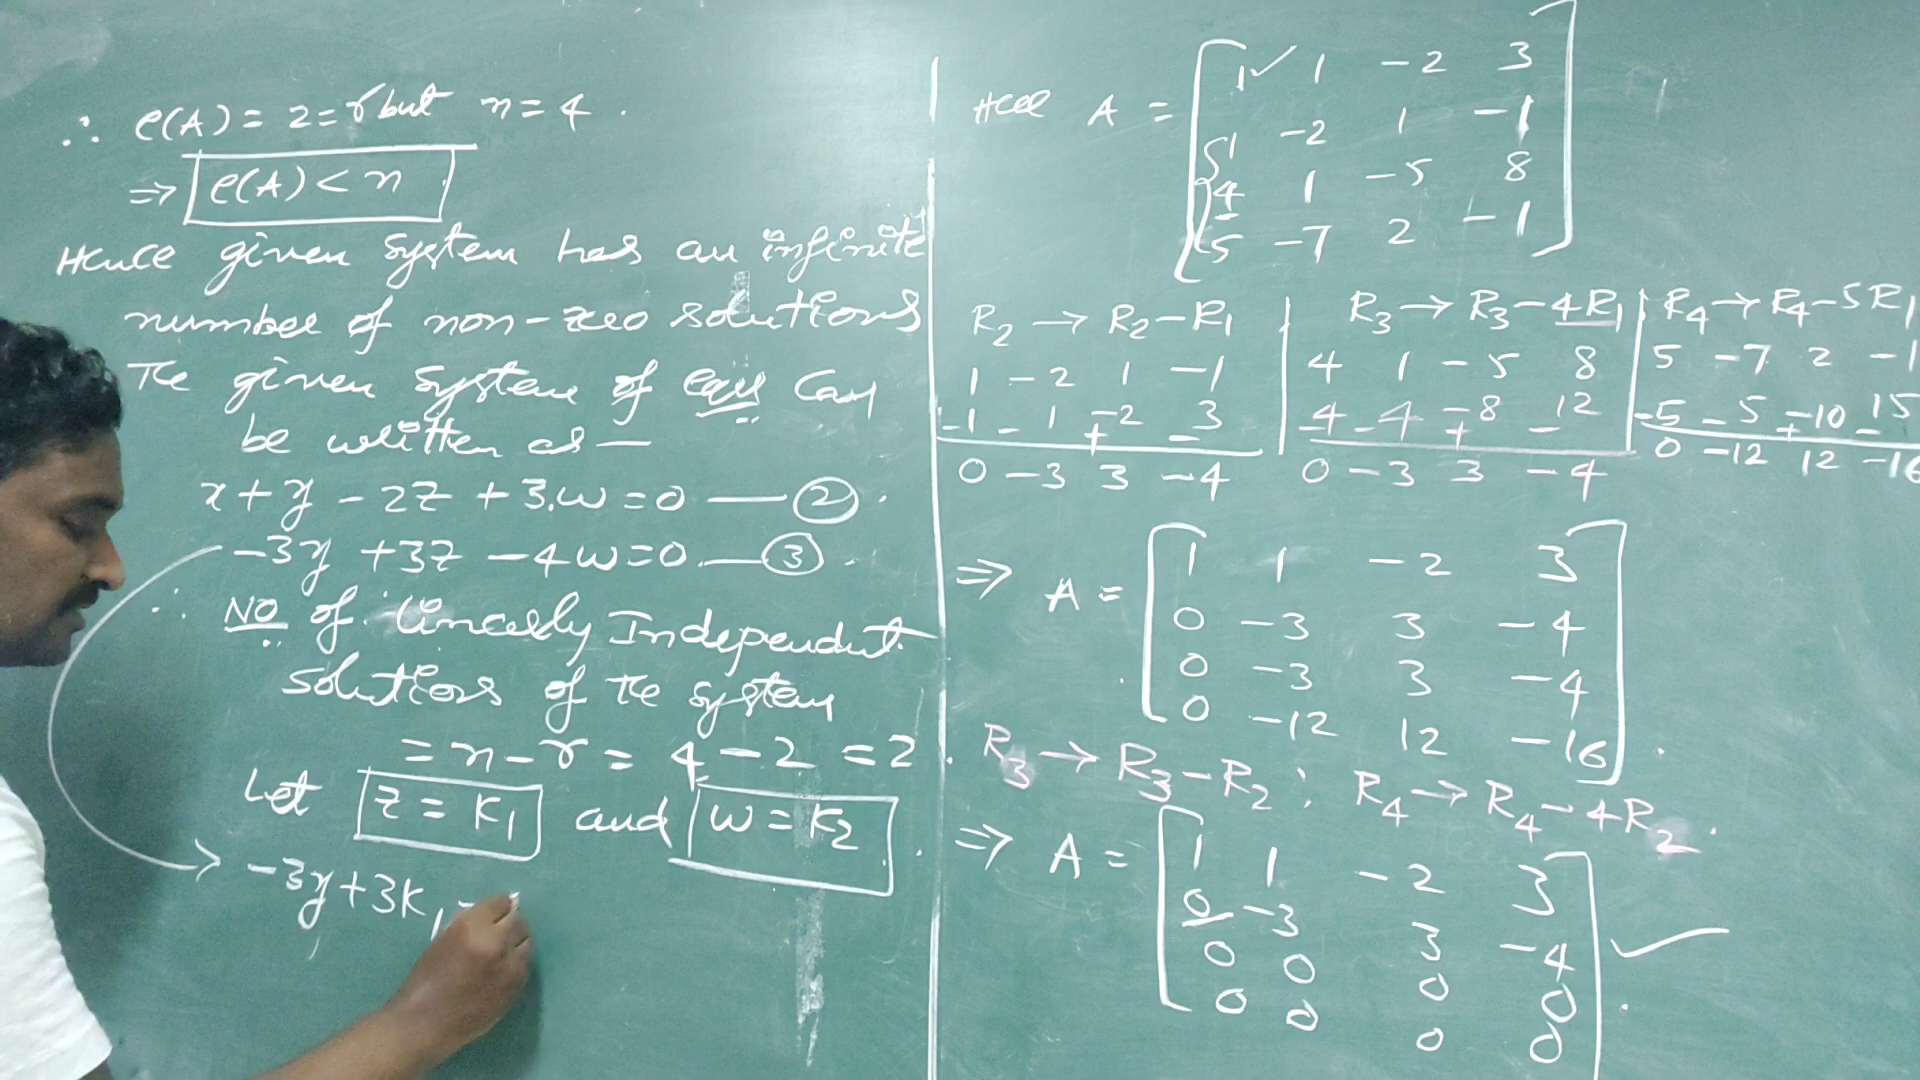 ∴ ρ(A) = 2 = r but n = 4 .
⇒ ρ(A) < n
Hence given system has an infinite
number of non-zero solutions
The given system of eqns can
be written as —
x + y - 2z + 3.w = 0 — ②.
-3y + 3z - 4w = 0. — ③.
∴ NO of linearly Independent
solutions of the system
= n - r = 4 - 2 = 2.
Let z = K1 and w = K2 .
→ -3y + 3K1 -
Here A =
1 ✓ 1 -2 3
1 -2 1 -1
4 1 -5 8
5 -7 2 -1
R2 → R2 - R1
1 -2 1 -1
-1 - 1 + -2 - 3
0 -3 3 -4
R3 → R3 - 4R1
4 1 -5 8
-4 - 4 + -8 - 12
0 -3 3 -4
R4 → R4 - 5R1
5 -7 2 -1
-5 - 5 + -10 - 15
0 -12 12 -16
⇒ A =
1 1 -2 3
0 -3 3 -4
0 -3 3 -4
0 -12 12 -16 .
R3 → R3 - R2 ; R4 → R4 - 4R2 .
⇒ A =
1 1 -2 3
0 -3 3 -4 ✓
0 0 0 0 .
0 0 0 0